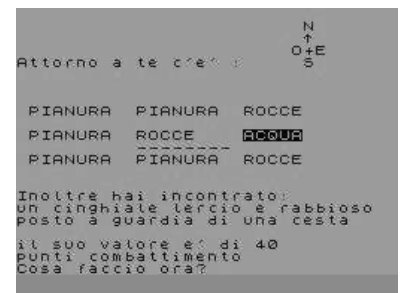 N
↑
O+E
Attorno a te c'e' : S
PIANURA PIANURA ROCCE
PIANURA ROCCE ACQUA
---------
PIANURA PIANURA ROCCE
Inoltre hai incontrato:
un cinghiale lercio e rabbioso
posto a guardia di una cesta
il suo valore e' di 40
punti combattimento
Cosa faccio ora?